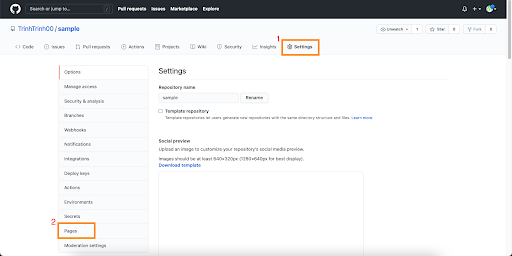 Search or jump to...
/
Pull requests Issues Marketplace Explore
TrinhTrinh00 / sample
Unwatch 1 Star 0 Fork 0
1
Code Issues Pull requests Actions Projects Wiki Security Insights Settings
Options
Manage access
Security & analysis
Branches
Webhooks
Notifications
Integrations
Deploy keys
Actions
Environments
Secrets
2
Pages
Moderation settings
Settings
Repository name
sample Rename
Template repository
Template repositories let users generate new repositories with the same directory structure and files. Learn more.
Social preview
Upload an image to customize your repository's social media preview.
Images should be at least 640×320px (1280×640px for best display).
Download template